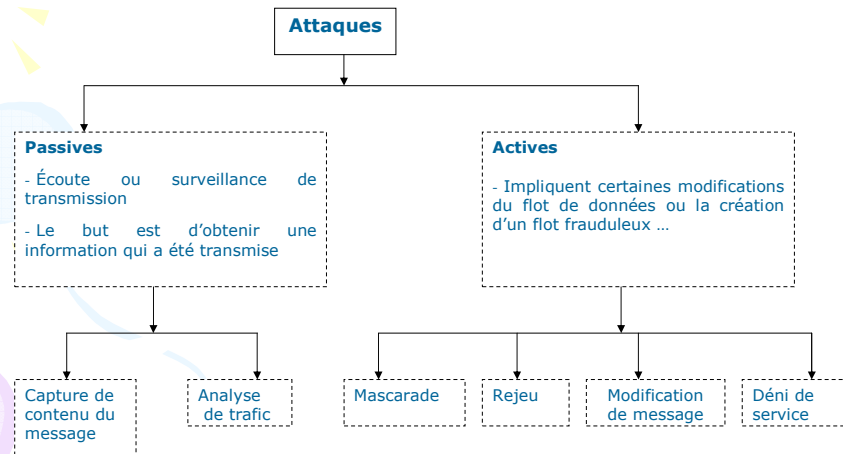 Attaques
Passives
- Écoute ou surveillance de
transmission
- Le but est d'obtenir une
information qui a été transmise
Actives
- Impliquent certaines modifications
du flot de données ou la création
d'un flot frauduleux …
Capture de
contenu du
message
Analyse
de trafic
Mascarade
Rejeu
Modification
de message
Déni de
service